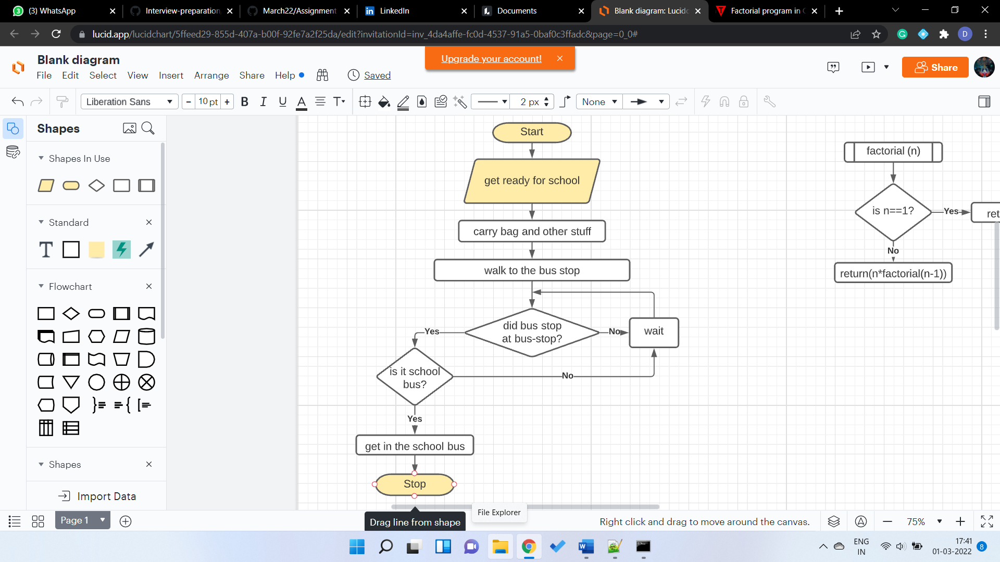 (3) WhatsApp
Interview-preparation
March22/Assignment
LinkedIn
Documents
Blank diagram: Lucidc
Factorial program in C
lucid.app/lucidchart/5ffeed29-855d-407a-b00f-92fe7a2f25da/edit?invitationId=inv_4da4affe-fc0d-4537-91a5-0baf0c3ffadc&page=0_0#
D
Blank diagram
Upgrade your account!
File Edit Select View Insert Arrange Share Help
Saved
Share
Liberation Sans
- 10 pt +
B I U A T
2 px
None
Shapes
Shapes In Use
Standard
T
Flowchart
Shapes
Import Data
Start
get ready for school
carry bag and other stuff
walk to the bus stop
did bus stop
at bus-stop?
Yes
No
wait
is it school
bus?
No
Yes
get in the school bus
Stop
factorial (n)
is n==1?
Yes
ret
No
return(n*factorial(n-1))
Drag line from shape
File Explorer
Page 1
Right click and drag to move around the canvas.
75%
ENG
IN
17:41
01-03-2022
8